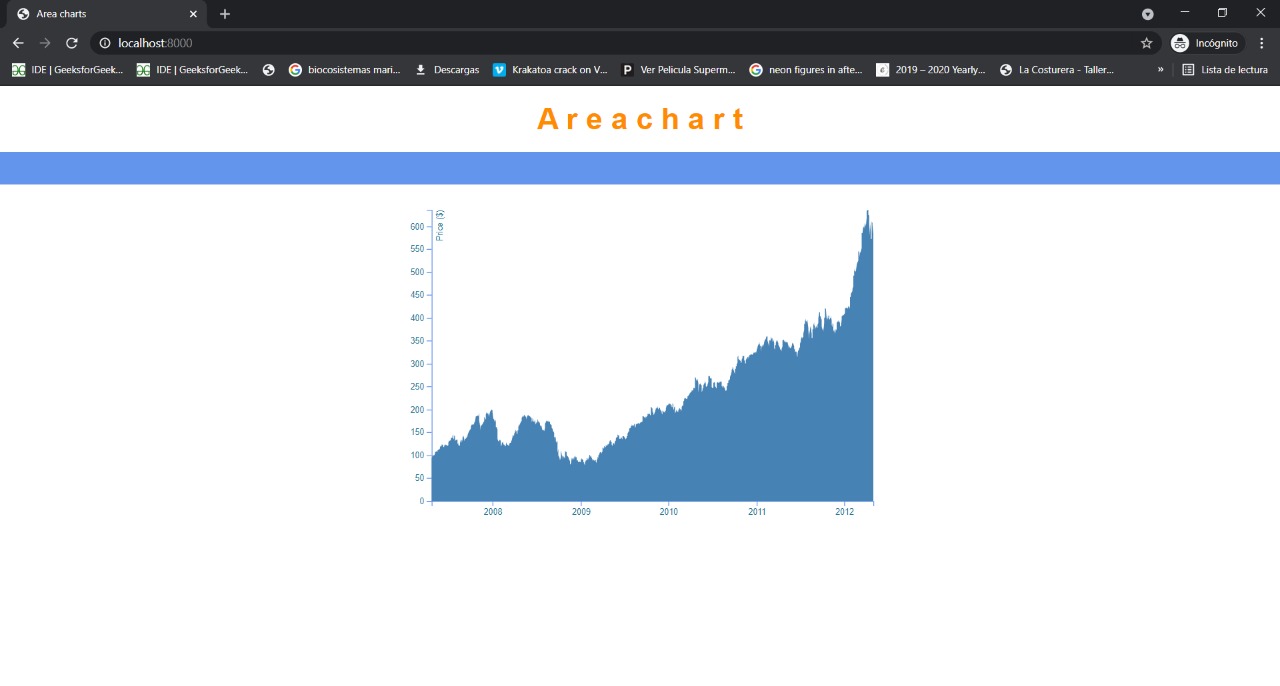 Area charts
localhost:8000
Incógnito
IDE | GeeksforGeek...
IDE | GeeksforGeek...
biocosistemas mari...
Descargas
Krakatoa crack on V...
Ver Pelicula Superm...
neon figures in afte...
2019 – 2020 Yearly...
La Costurera - Taller...
»
Lista de lectura
Areachart
Price ($)
600
550
500
450
400
350
300
250
200
150
100
50
0
2008 2009 2010 2011 2012